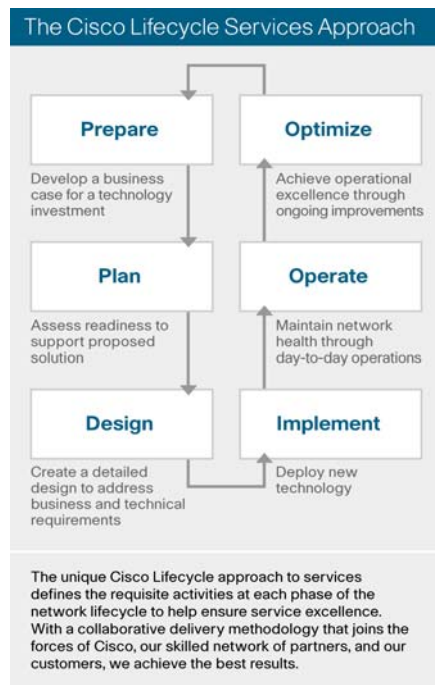 The Cisco Lifecycle Services Approach
Prepare
Develop a business
case for a technology
investment
Plan
Assess readiness to
support proposed
solution
Design
Create a detailed
design to address
business and technical
requirements
Implement
Deploy new
technology
Operate
Maintain network
health through
day-to-day operations
Optimize
Achieve operational
excellence through
ongoing improvements
The unique Cisco Lifecycle approach to services
defines the requisite activities at each phase of the
network lifecycle to help ensure service excellence.
With a collaborative delivery methodology that joins the
forces of Cisco, our skilled network of partners, and our
customers, we achieve the best results.